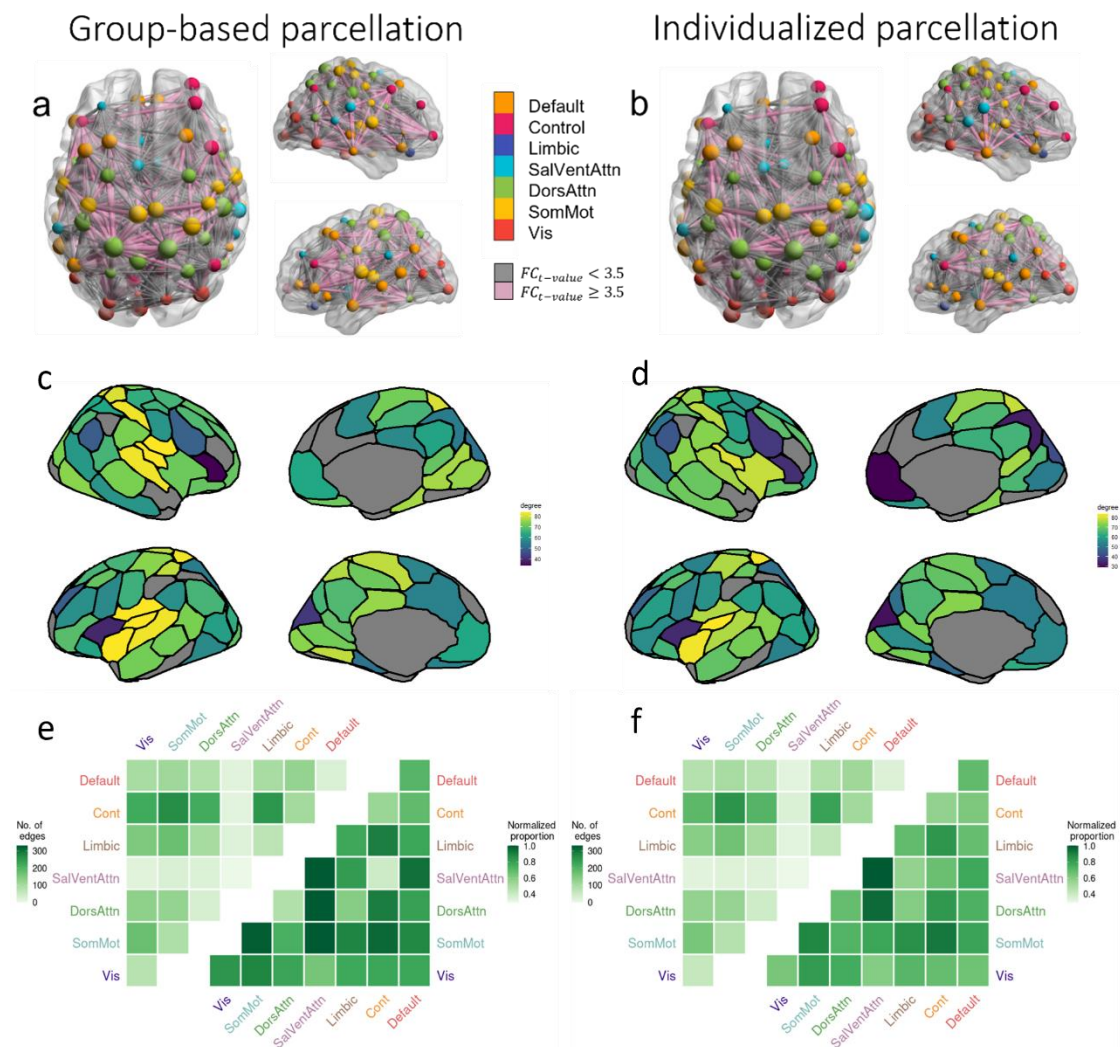 Group-based parcellation
Individualized parcellation
a
Default
Control
Limbic
SalVentAttn
DorsAttn
SomMot
Vis
FCt-value < 3.5
FCt-value ≥ 3.5
b
c
degree
80
70
60
50
40
d
degree
80
70
60
50
40
30
e
Vis
SomMot
DorsAttn
SalVentAttn
Limbic
Cont
Default
Default
Cont
Limbic
SalVentAttn
DorsAttn
SomMot
Vis
No. of
edges
300
200
100
0
Default
Cont
Limbic
SalVentAttn
DorsAttn
SomMot
Vis
Normalized
proportion
1.0
0.8
0.6
0.4
Vis
SomMot
DorsAttn
SalVentAttn
Limbic
Cont
Default
f
Vis
SomMot
DorsAttn
SalVentAttn
Limbic
Cont
Default
Default
Cont
Limbic
SalVentAttn
DorsAttn
SomMot
Vis
No. of
edges
300
200
100
0
Default
Cont
Limbic
SalVentAttn
DorsAttn
SomMot
Vis
Normalized
proportion
1.0
0.8
0.6
0.4
Vis
SomMot
DorsAttn
SalVentAttn
Limbic
Cont
Default